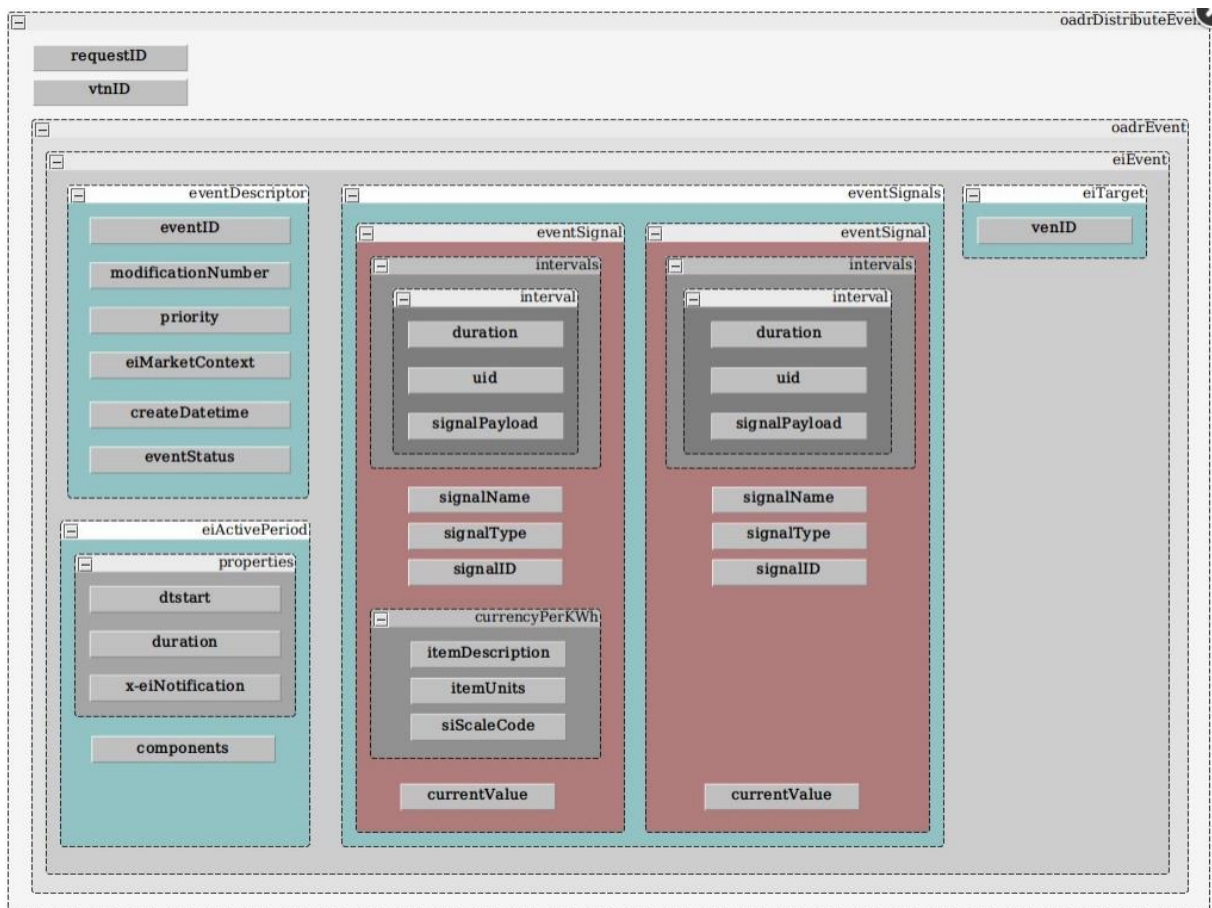 oadrDistributeEven
requestID
vtnID
oadrEvent
eiEvent
eventDescriptor
eventID
modificationNumber
priority
eiMarketContext
createDatetime
eventStatus
eiActivePeriod
properties
dtstart
duration
x-eiNotification
components
eventSignals
eventSignal
intervals
interval
duration
uid
signalPayload
signalName
signalType
signalID
currencyPerKWh
itemDescription
itemUnits
siScaleCode
currentValue
eventSignal
intervals
interval
duration
uid
signalPayload
signalName
signalType
signalID
currentValue
eiTarget
venID